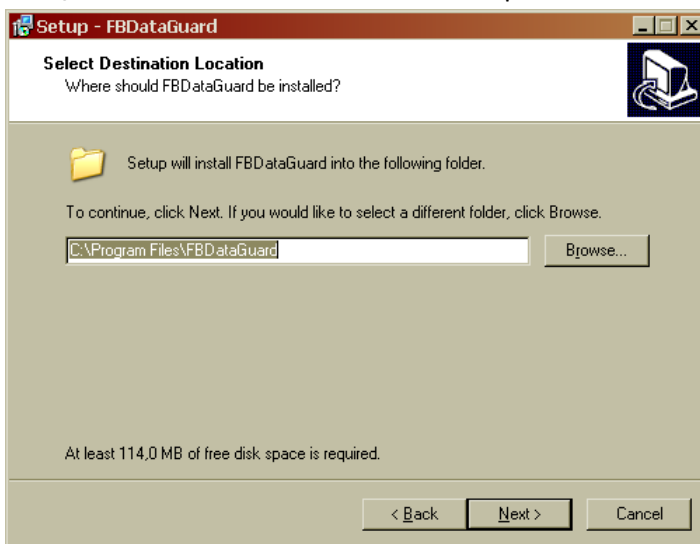 Setup - FBDataGuard
Select Destination Location
Where should FBDataGuard be installed?
Setup will install FBDataGuard into the following folder.
To continue, click Next. If you would like to select a different folder, click Browse.
C:\Program Files\FBDataGuard
Browse...
At least 114,0 MB of free disk space is required.
< Back
Next >
Cancel